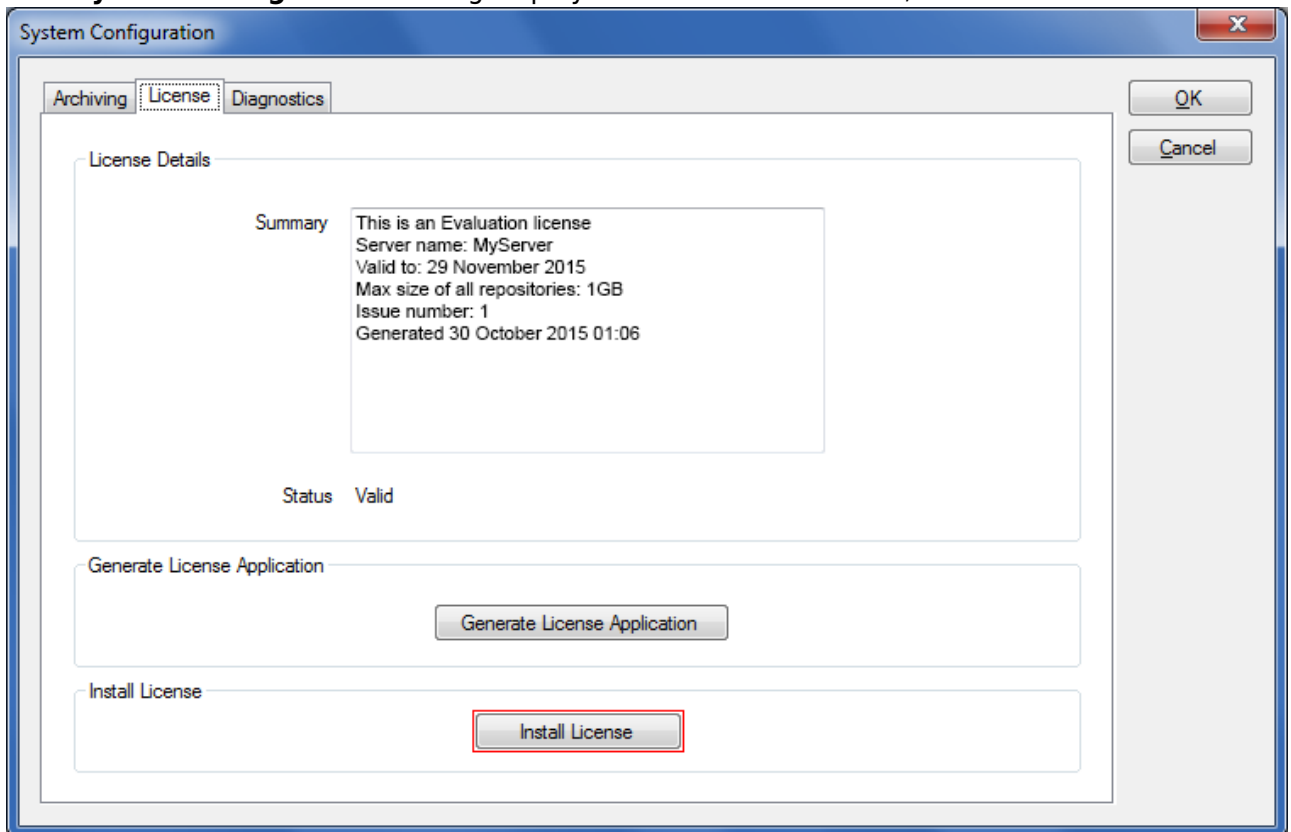 System Configuration
X
Archiving License Diagnostics
OK
Cancel
License Details
Summary
This is an Evaluation license
Server name: MyServer
Valid to: 29 November 2015
Max size of all repositories: 1GB
Issue number: 1
Generated 30 October 2015 01:06
Status Valid
Generate License Application
Generate License Application
Install License
Install License